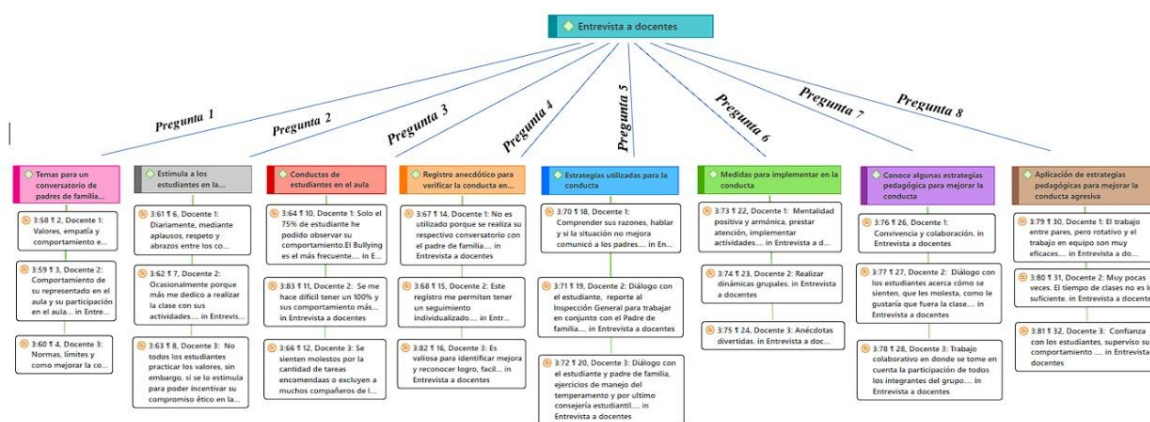 Entrevista a docentes
Pregunta 1
Pregunta 2
Pregunta 3
Pregunta 4
Pregunta 5
Pregunta 6
Pregunta 7
Pregunta 8
Temas para un
conversatorio de
padres de familia...
3:58 ¶ 2, Docente 1:
Valores, empatía y
comportamiento e...
3:59 ¶ 3, Docente 2:
Comportamiento de
su representado en el
aula y su participación
en el aula... in Entre...
3:60 ¶ 4, Docente 3:
Normas, límites y
como mejorar la co...
Estimula a los
estudiantes en la...
3:61 ¶ 6, Docente 1:
Diariamente, mediante
aplausos, respeto y
abrazos entre los co...
3:62 ¶ 7, Docente 2:
Ocasionalmente porque
más me dedico a realizar
la clase con sus
actividades.... in Entrevis...
3:63 ¶ 8, Docente 3: No
todos los estudiantes
practicar los valores, sin
embargo, si se lo estimula
para poder incentivar su
compromiso ético en la...
Conductas de
estudiantes en el aula
3:64 ¶ 10, Docente 1: Solo el
75% de estudiante he
podido observar su
comportamiento.El Bullying
es el más frecuente.... in E...
3:83 ¶ 11, Docente 2: Se me
hace difícil tener un 100% y
sus comportamiento más...
in Entrevista a docentes
3:66 ¶ 12, Docente 3: Se
sienten molestos por la
cantidad de tareas
encomendaas o excluyen a
muchos compañeros de l...
Registro anecdótico para
verificar la conducta en...
3:67 ¶ 14, Docente 1: No es
utilizado porque se realiza su
respectivo conversatorio con
el padre de familia.... in
Entrevista a docentes
3:68 ¶ 15, Docente 2: Este
registro me permiten tener
un seguimiento
individualizado.... in Entr...
3:82 ¶ 16, Docente 3: Es
valiosa para identificar mejora
y reconocer logro, facil... in
Entrevista a docentes
Estrategias utilizadas para la
conducta
3:70 ¶ 18, Docente 1:
Comprender sus razones, hablar
y si la situación no mejora
comunicó a los padres.... in En...
3:71 ¶ 19, Docente 2: Diálogo con
el estudiante, reporte al
Inspección General para trabajar
en conjunto con el Padre de
familia.... in Entrevista a docentes
3:72 ¶ 20, Docente 3: Diálogo con
el estudiante y padre de familia,
ejercicios de manejo del
temperamento y por ultimo
consejería estudiantil.... in
Entrevista a docentes
Medidas para implementar en la
conducta
3:73 ¶ 22, Docente 1: Mentalidad
positiva y armónica, prestar
atención, implementar
actividades.... in Entrevista a d...
3:74 ¶ 23, Docente 2: Realizar
dinámicas grupales. in Entrevista
a docentes
3:75 ¶ 24, Docente 3: Anécdotas
divertidas. in Entrevista a doc...
Conoce algunas estrategias
pedagógica para mejorar la
conducta
3:76 ¶ 26, Docente 1:
Convivencia y colaboración. in
Entrevista a docentes
3:77 ¶ 27, Docente 2: Diálogo con
los estudiantes acerca cómo se
sienten, que les molesta, como le
gustaría que fuera la clase.... in
Entrevista a docentes
3:78 ¶ 28, Docente 3: Trabajo
colaborativo en donde se tome en
cuenta la participación de todos
los integrantes del grupo.... in
Entrevista a docentes
Aplicación de estrategias
pedagógicas para mejorar la
conducta agresiva
3:79 ¶ 30, Docente 1: El trabajo
entre pares, pero rotativo y el
trabajo en equipo son muy
eficaces.... in Entrevista a do...
3:80 ¶ 31, Docente 2: Muy pocas
veces. El tiempo de clases no es lo
suficiente. in Entrevista a docentes
3:81 ¶ 32, Docente 3: Confianza
con los estudiantes, superviso su
comportamiento .... in Entrevista
docentes